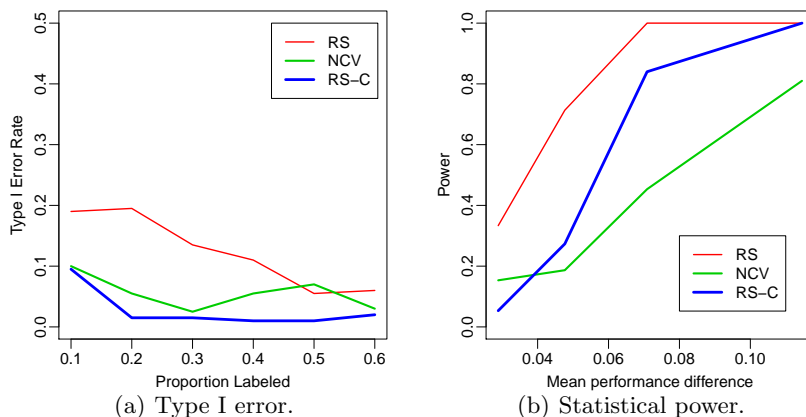 0.5
0.4
0.3
0.2
0.1
0.0
Type I Error Rate
RS
NCV
RS−C
0.1 0.2 0.3 0.4 0.5 0.6
Proportion Labeled
(a) Type I error.
1.0
0.8
0.6
0.4
0.2
0.0
Power
RS
NCV
RS−C
0.04 0.06 0.08 0.10
Mean performance difference
(b) Statistical power.